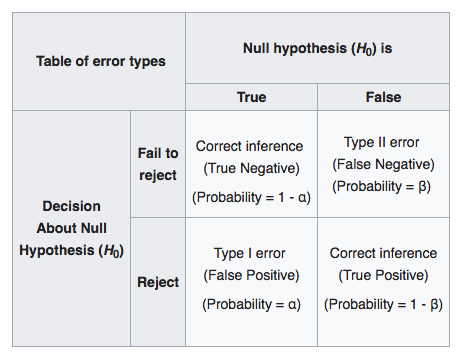 Table of error types
Null hypothesis (H0) is
True
False
Decision
About Null
Hypothesis (H0)
Fail to
reject
Correct inference
(True Negative)
(Probability = 1 - α)
Type II error
(False Negative)
(Probability = β)
Reject
Type I error
(False Positive)
(Probability = α)
Correct inference
(True Positive)
(Probability = 1 - β)